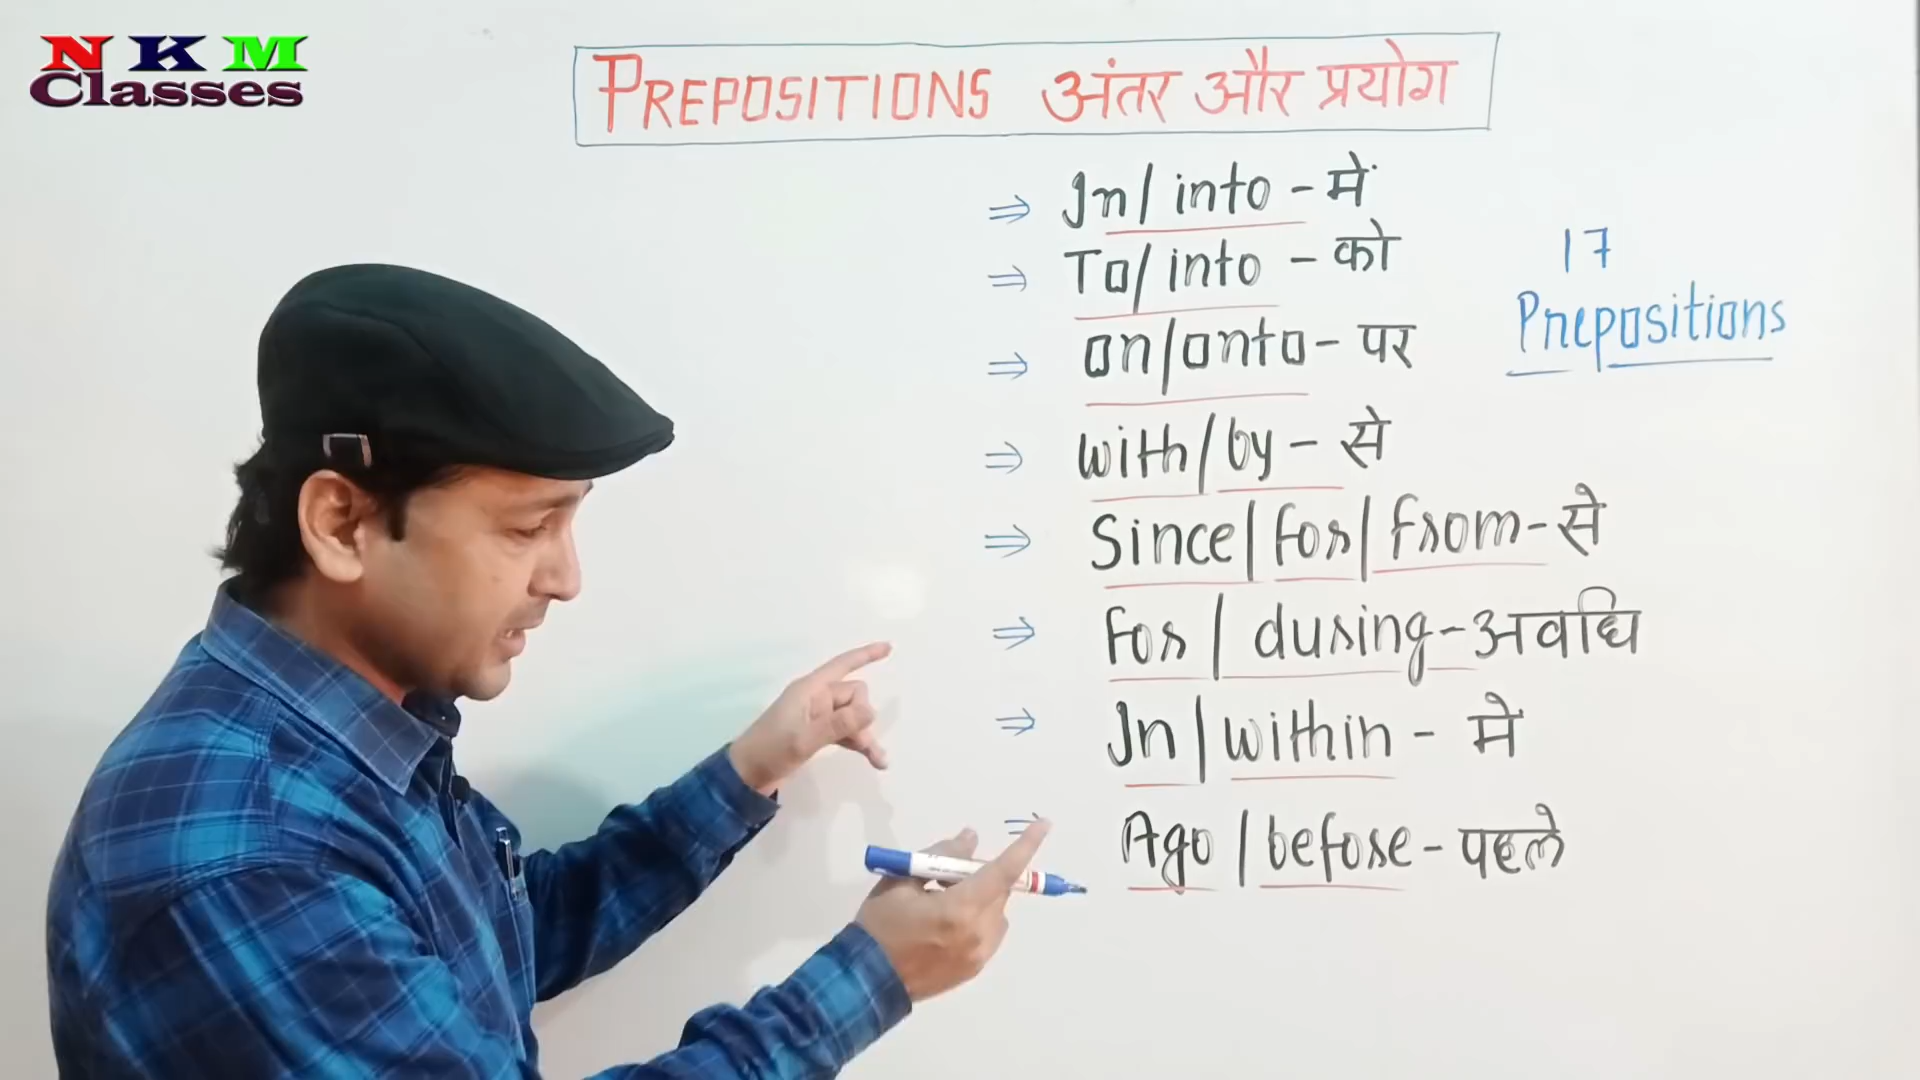 NKM
Classes
PREPOSITIONS अंतर और प्रयोग
⇒ In/ into - में
⇒ To/ into - को
⇒ on/onto - पर
⇒ with/by - से
⇒ Since/for/from - से
⇒ For / during - अवधि
⇒ In / within - मे
⇒ Ago / before - पहले
17
Prepositions